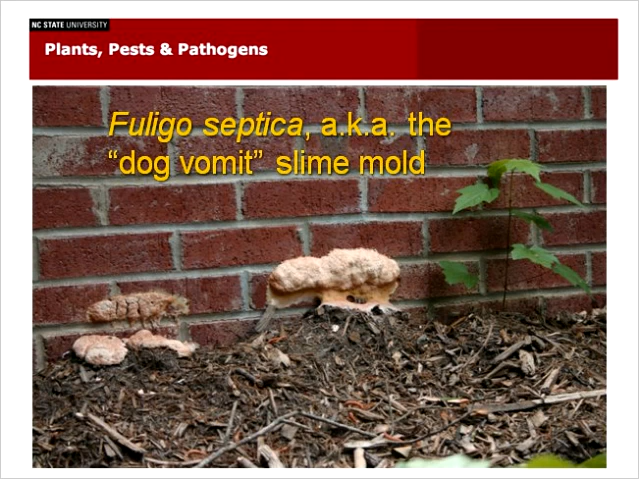 NC STATE UNIVERSITY
Plants, Pests & Pathogens
Fuligo septica, a.k.a. the
“dog vomit” slime mold